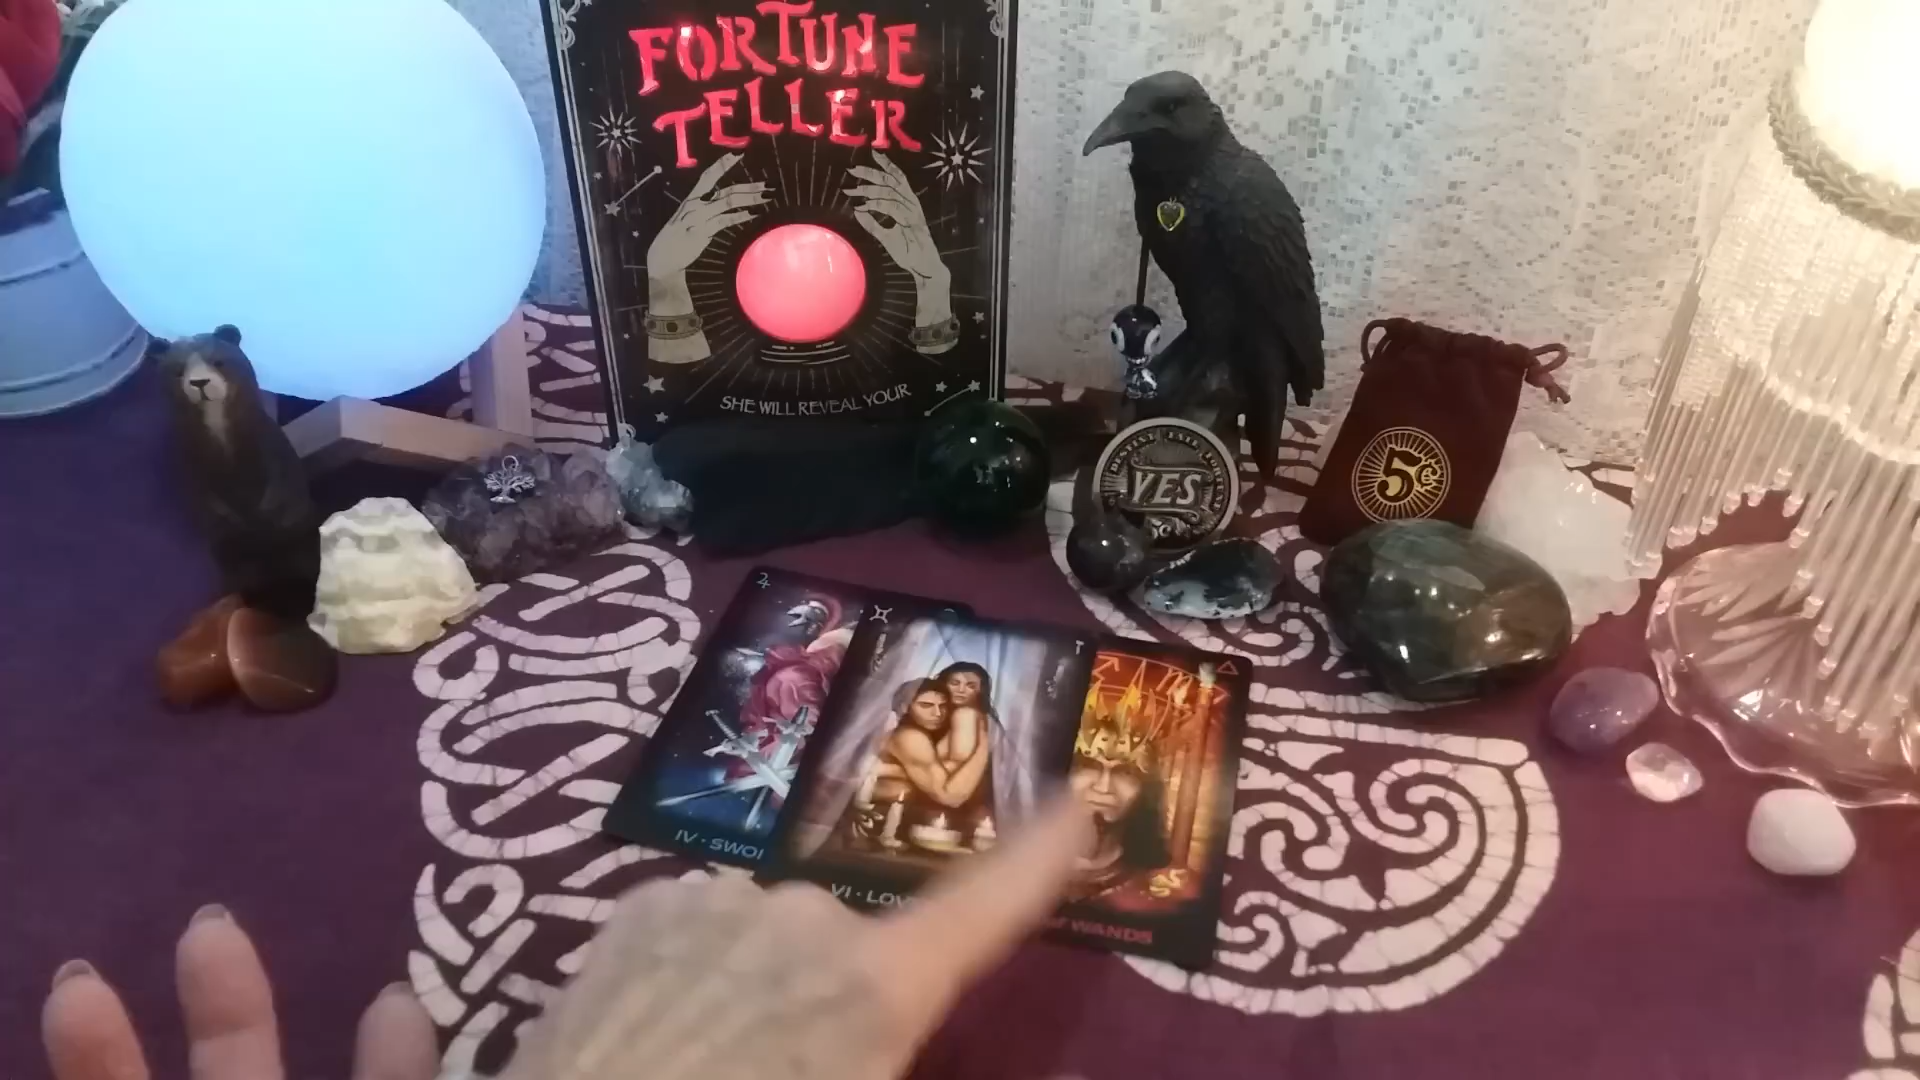 FORTUNE
TELLER
SHE WILL REVEAL YOUR
YES
5¢
IV · SWO
VI · LOV
WANDS